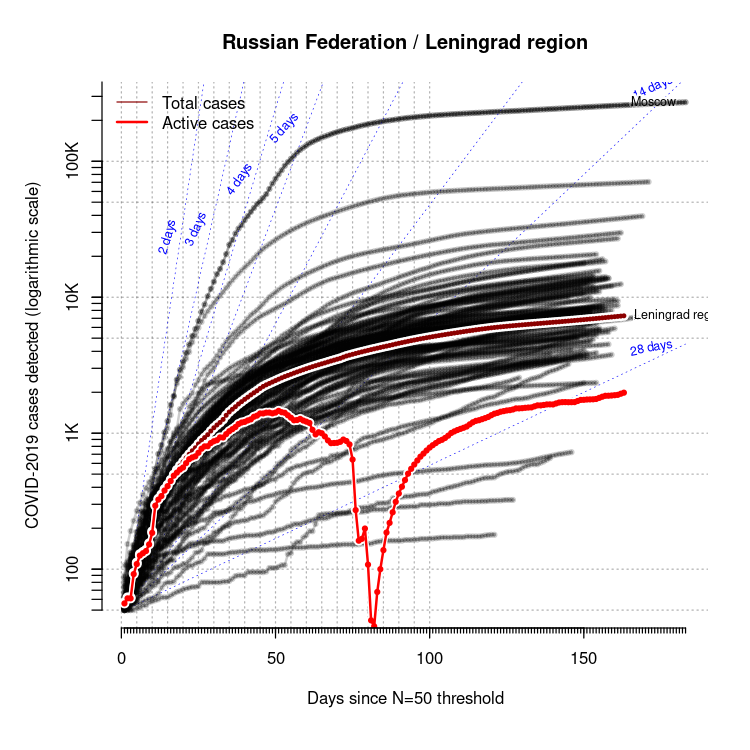 Russian Federation / Leningrad region
Total cases
Active cases
2 days
3 days
4 days
5 days
14 days
28 days
Moscow
Leningrad reg
COVID-2019 cases detected (logarithmic scale)
100K
10K
1K
100
0
50
100
150
Days since N=50 threshold